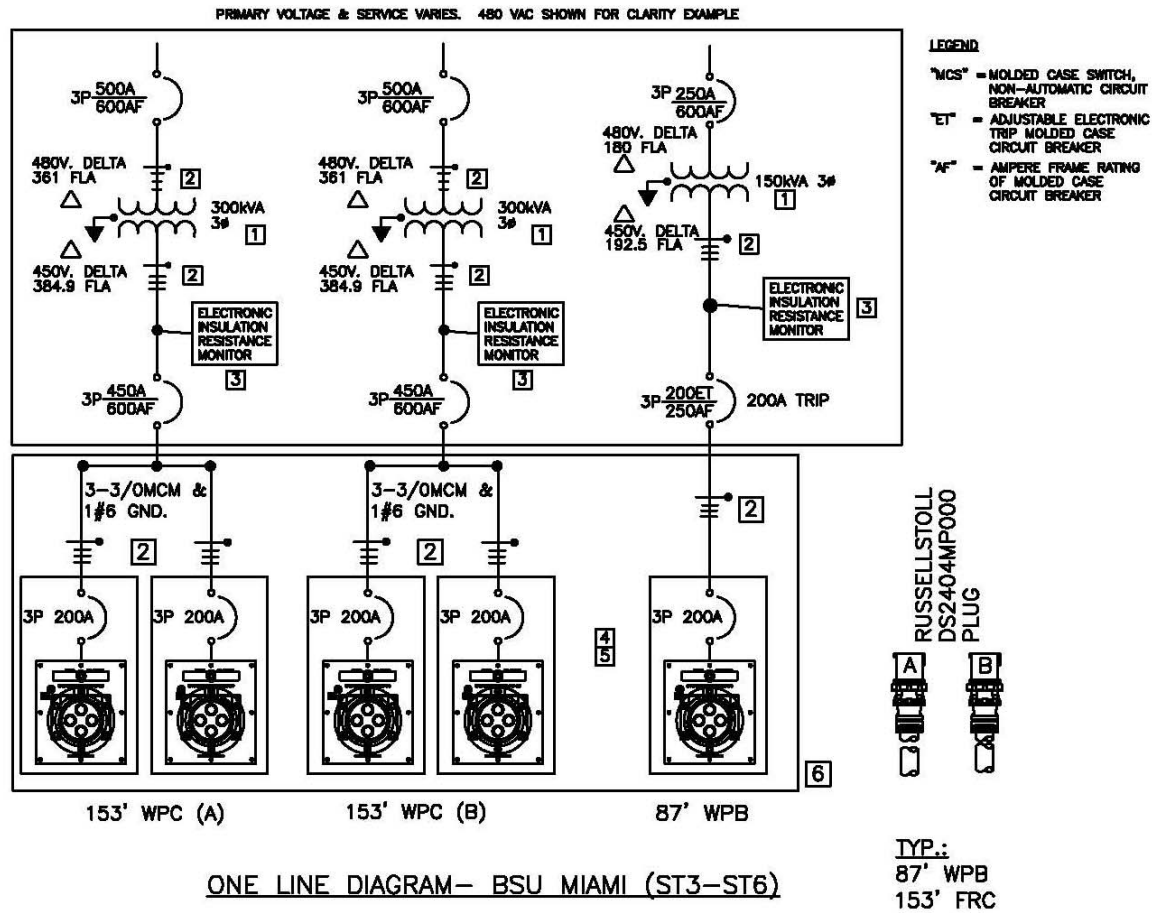 PRIMARY VOLTAGE & SERVICE VARIES. 480 VAC SHOWN FOR CLARITY EXAMPLE
3P 500A
600AF
480V. DELTA
361 FLA
2
300kVA
3ø
1
450V. DELTA
384.9 FLA
2
ELECTRONIC
INSULATION
RESISTANCE
MONITOR
3
3P 450A
600AF
3P 500A
600AF
480V. DELTA
361 FLA
2
300kVA
3ø
1
450V. DELTA
384.9 FLA
2
ELECTRONIC
INSULATION
RESISTANCE
MONITOR
3
3P 450A
600AF
3P 250A
600AF
480V. DELTA
180 FLA
150kVA 3ø
1
450V. DELTA
192.5 FLA
2
ELECTRONIC
INSULATION
RESISTANCE
MONITOR
3
3P 200ET
250AF
200A TRIP
LEGEND
"MCS" = MOLDED CASE SWITCH,
NON-AUTOMATIC CIRCUIT
BREAKER
"ET" = ADJUSTABLE ELECTRONIC
TRIP MOLDED CASE
CIRCUIT BREAKER
"AF" = AMPERE FRAME RATING
OF MOLDED CASE
CIRCUIT BREAKER
3-3/0MCM &
1#6 GND.
2
3P 200A
3P 200A
3-3/0MCM &
1#6 GND.
2
3P 200A
3P 200A
4
5
2
3P 200A
6
153' WPC (A)
153' WPC (B)
87' WPB
RUSSELLSTOLL
DS2404MP000
PLUG
A
B
TYP.:
87' WPB
153' FRC
ONE LINE DIAGRAM- BSU MIAMI (ST3-ST6)